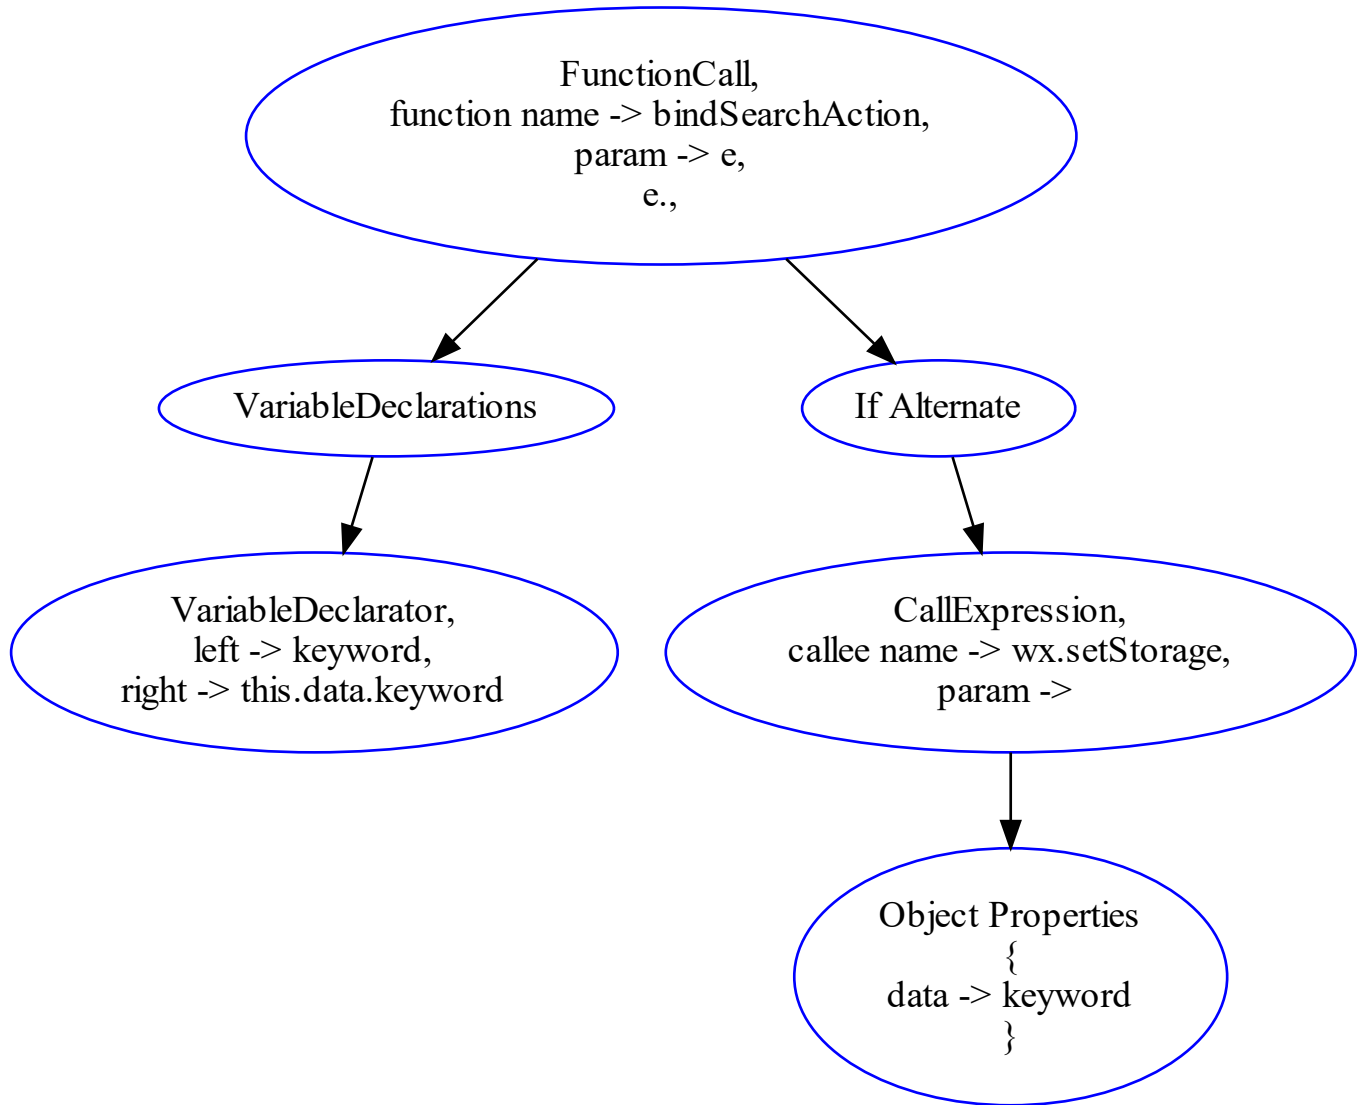 FunctionCall,
function name -> bindSearchAction,
param -> e,
e.,
VariableDeclarations
If Alternate
VariableDeclarator,
left -> keyword,
right -> this.data.keyword
CallExpression,
callee name -> wx.setStorage,
param ->
Object Properties
{
data -> keyword
}